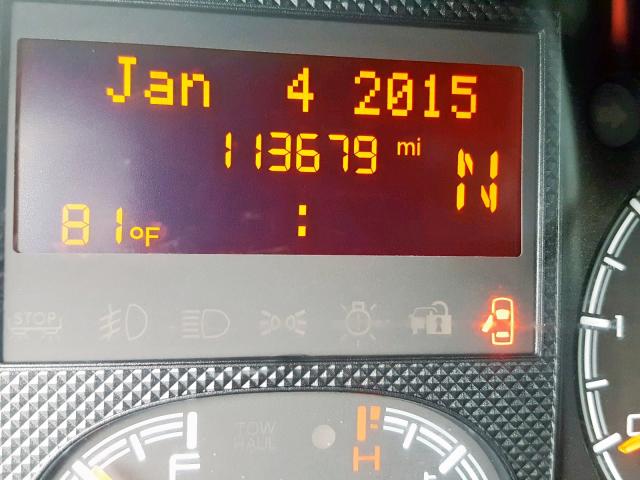 Jan 4 2015
113679 mi
N
81°F :
STOP
TOW
HAUL
F
H